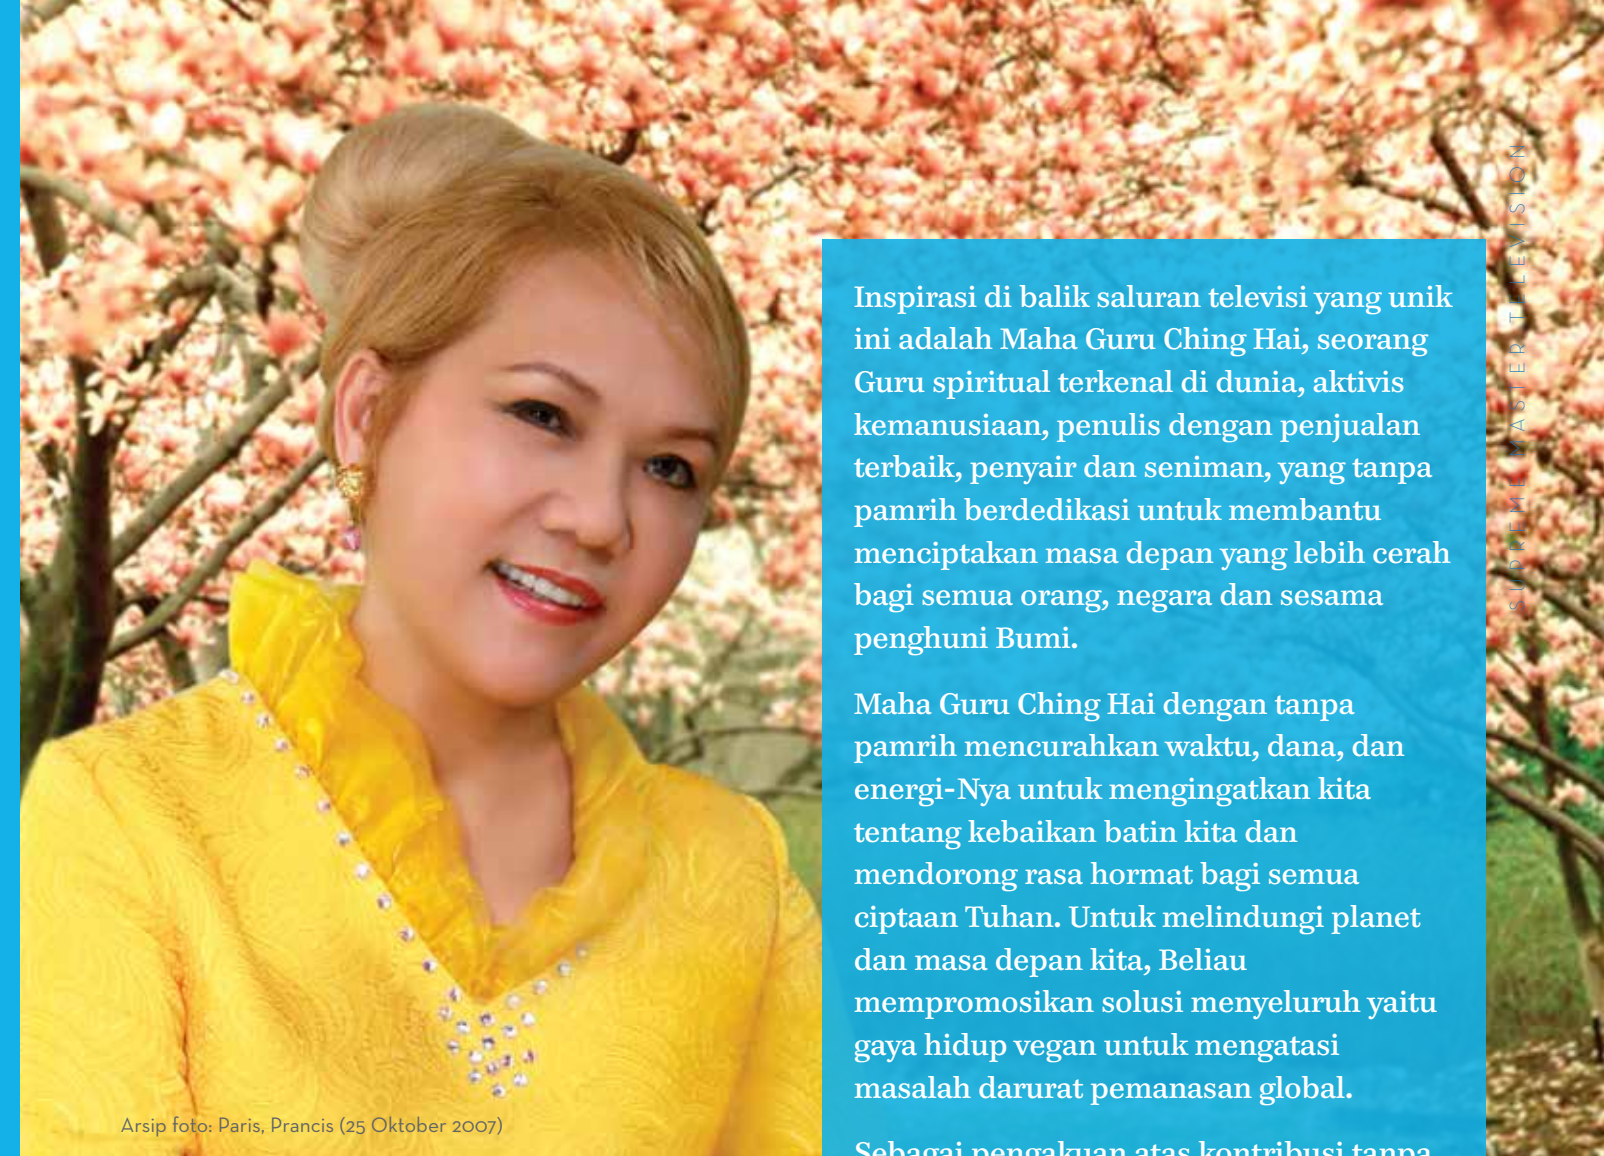 Inspirasi di balik saluran televisi yang unik
ini adalah Maha Guru Ching Hai, seorang
Guru spiritual terkenal di dunia, aktivis
kemanusiaan, penulis dengan penjualan
terbaik, penyair dan seniman, yang tanpa
pamrih berdedikasi untuk membantu
menciptakan masa depan yang lebih cerah
bagi semua orang, negara dan sesama
penghuni Bumi.
Maha Guru Ching Hai dengan tanpa
pamrih mencurahkan waktu, dana, dan
energi-Nya untuk mengingatkan kita
tentang kebaikan batin kita dan
mendorong rasa hormat bagi semua
ciptaan Tuhan. Untuk melindungi planet
dan masa depan kita, Beliau
mempromosikan solusi menyeluruh yaitu
gaya hidup vegan untuk mengatasi
masalah darurat pemanasan global.
Sebagai pengakuan atas kontribusi tanpa
Arsip foto: Paris, Prancis (25 Oktober 2007)
SUPREME MASTER TELEVISION